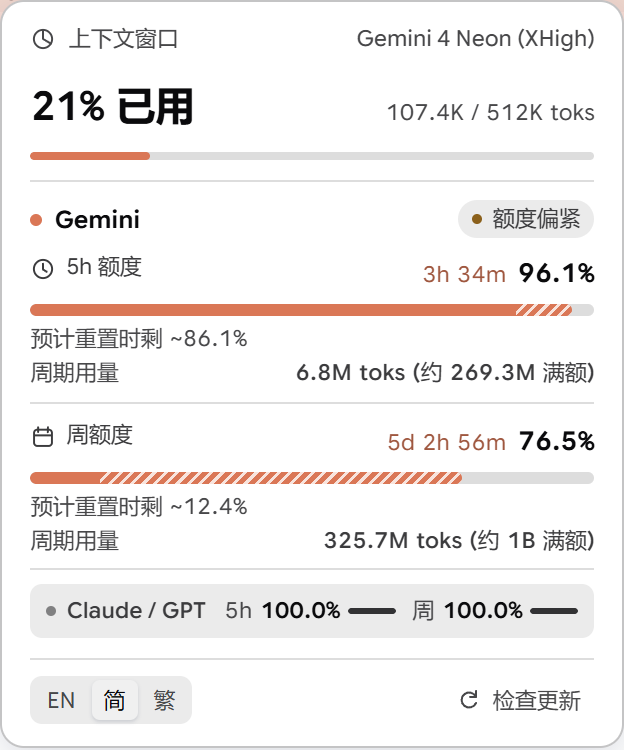 上下文窗口 Gemini 4 Neon (XHigh)
21% 已用 107.4K / 512K toks
Gemini 额度偏紧
5h 额度 3h 34m 96.1%
预计重置时剩 ~86.1%
周期用量 6.8M toks (约 269.3M 满额)
周额度 5d 2h 56m 76.5%
预计重置时剩 ~12.4%
周期用量 325.7M toks (约 1B 满额)
Claude / GPT 5h 100.0% 周 100.0%
EN 简 繁 检查更新